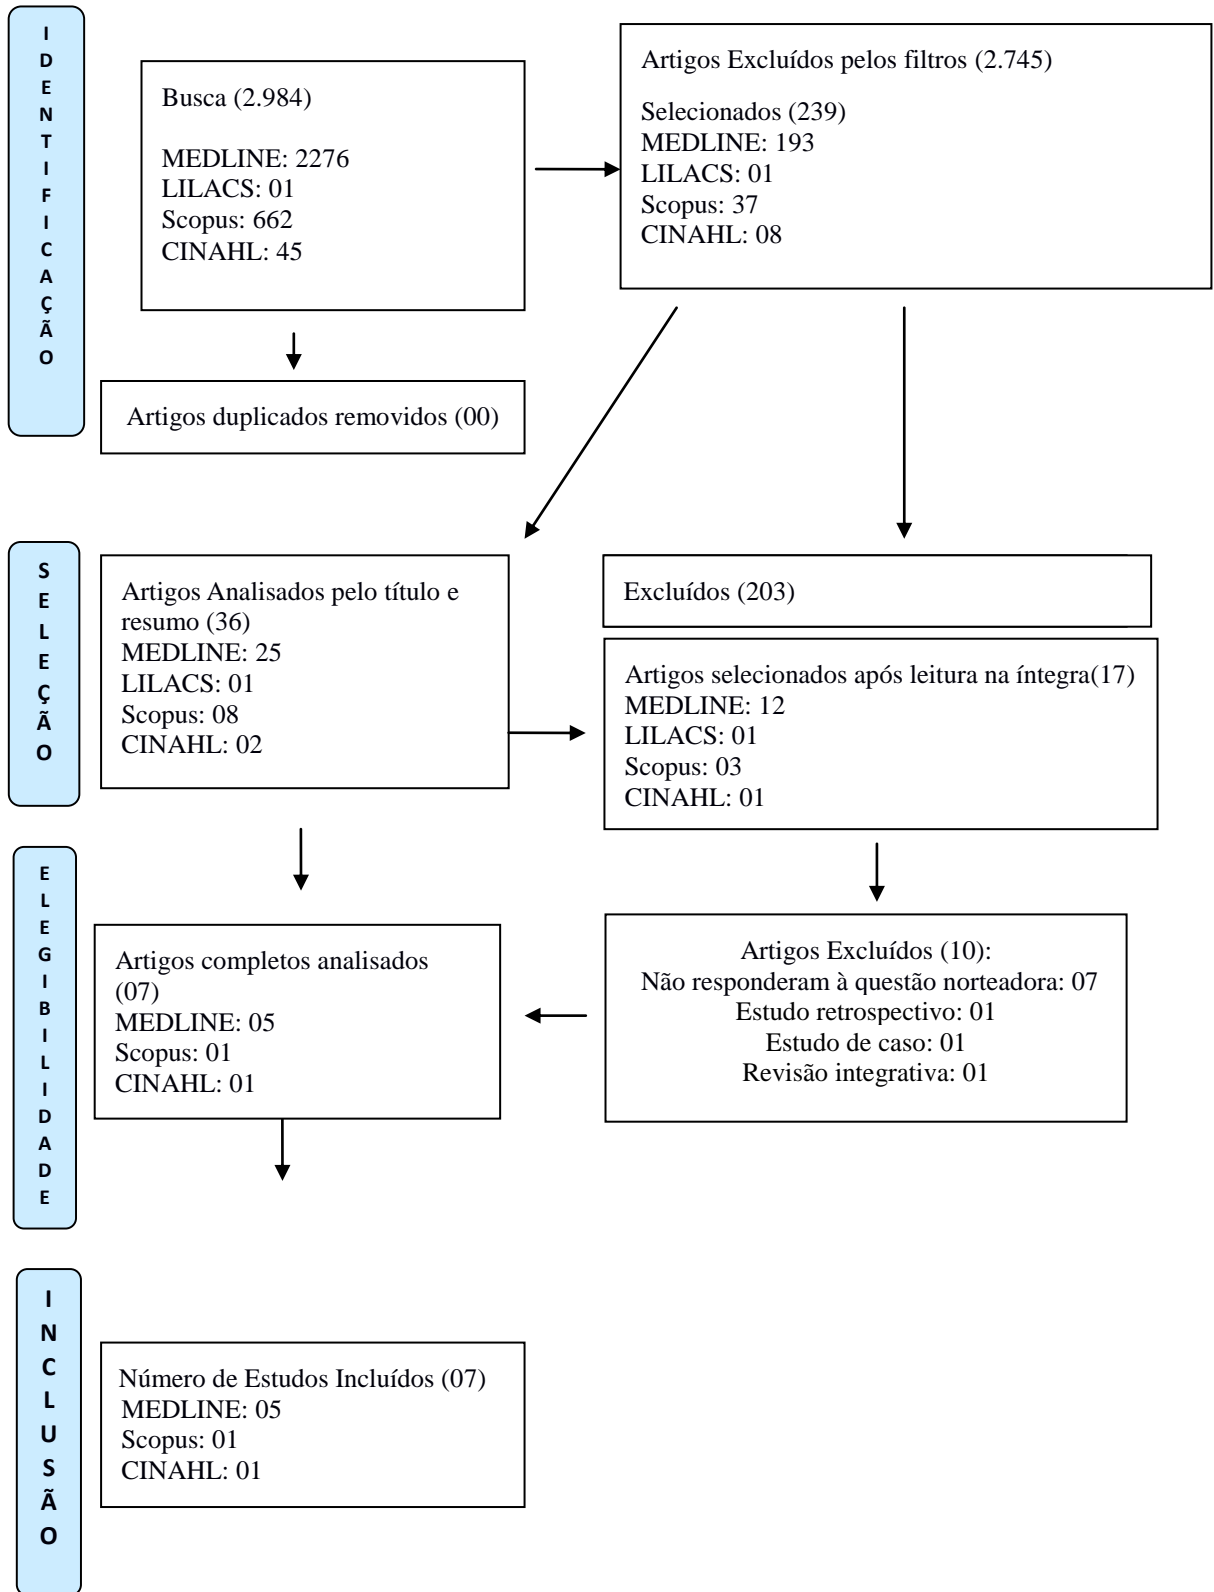 IDENTIFICAÇÃO
Busca (2.984)
MEDLINE: 2276
LILACS: 01
Scopus: 662
CINAHL: 45
Artigos Excluídos pelos filtros (2.745)
Selecionados (239)
MEDLINE: 193
LILACS: 01
Scopus: 37
CINAHL: 08
Artigos duplicados removidos (00)
SELEÇÃO
Artigos Analisados pelo título e
resumo (36)
MEDLINE: 25
LILACS: 01
Scopus: 08
CINAHL: 02
Excluídos (203)
Artigos selecionados após leitura na íntegra(17)
MEDLINE: 12
LILACS: 01
Scopus: 03
CINAHL: 01
ELEGIBILIDADE
Artigos completos analisados
(07)
MEDLINE: 05
Scopus: 01
CINAHL: 01
Artigos Excluídos (10):
Não responderam à questão norteadora: 07
Estudo retrospectivo: 01
Estudo de caso: 01
Revisão integrativa: 01
INCLUSÃO
Número de Estudos Incluídos (07)
MEDLINE: 05
Scopus: 01
CINAHL: 01